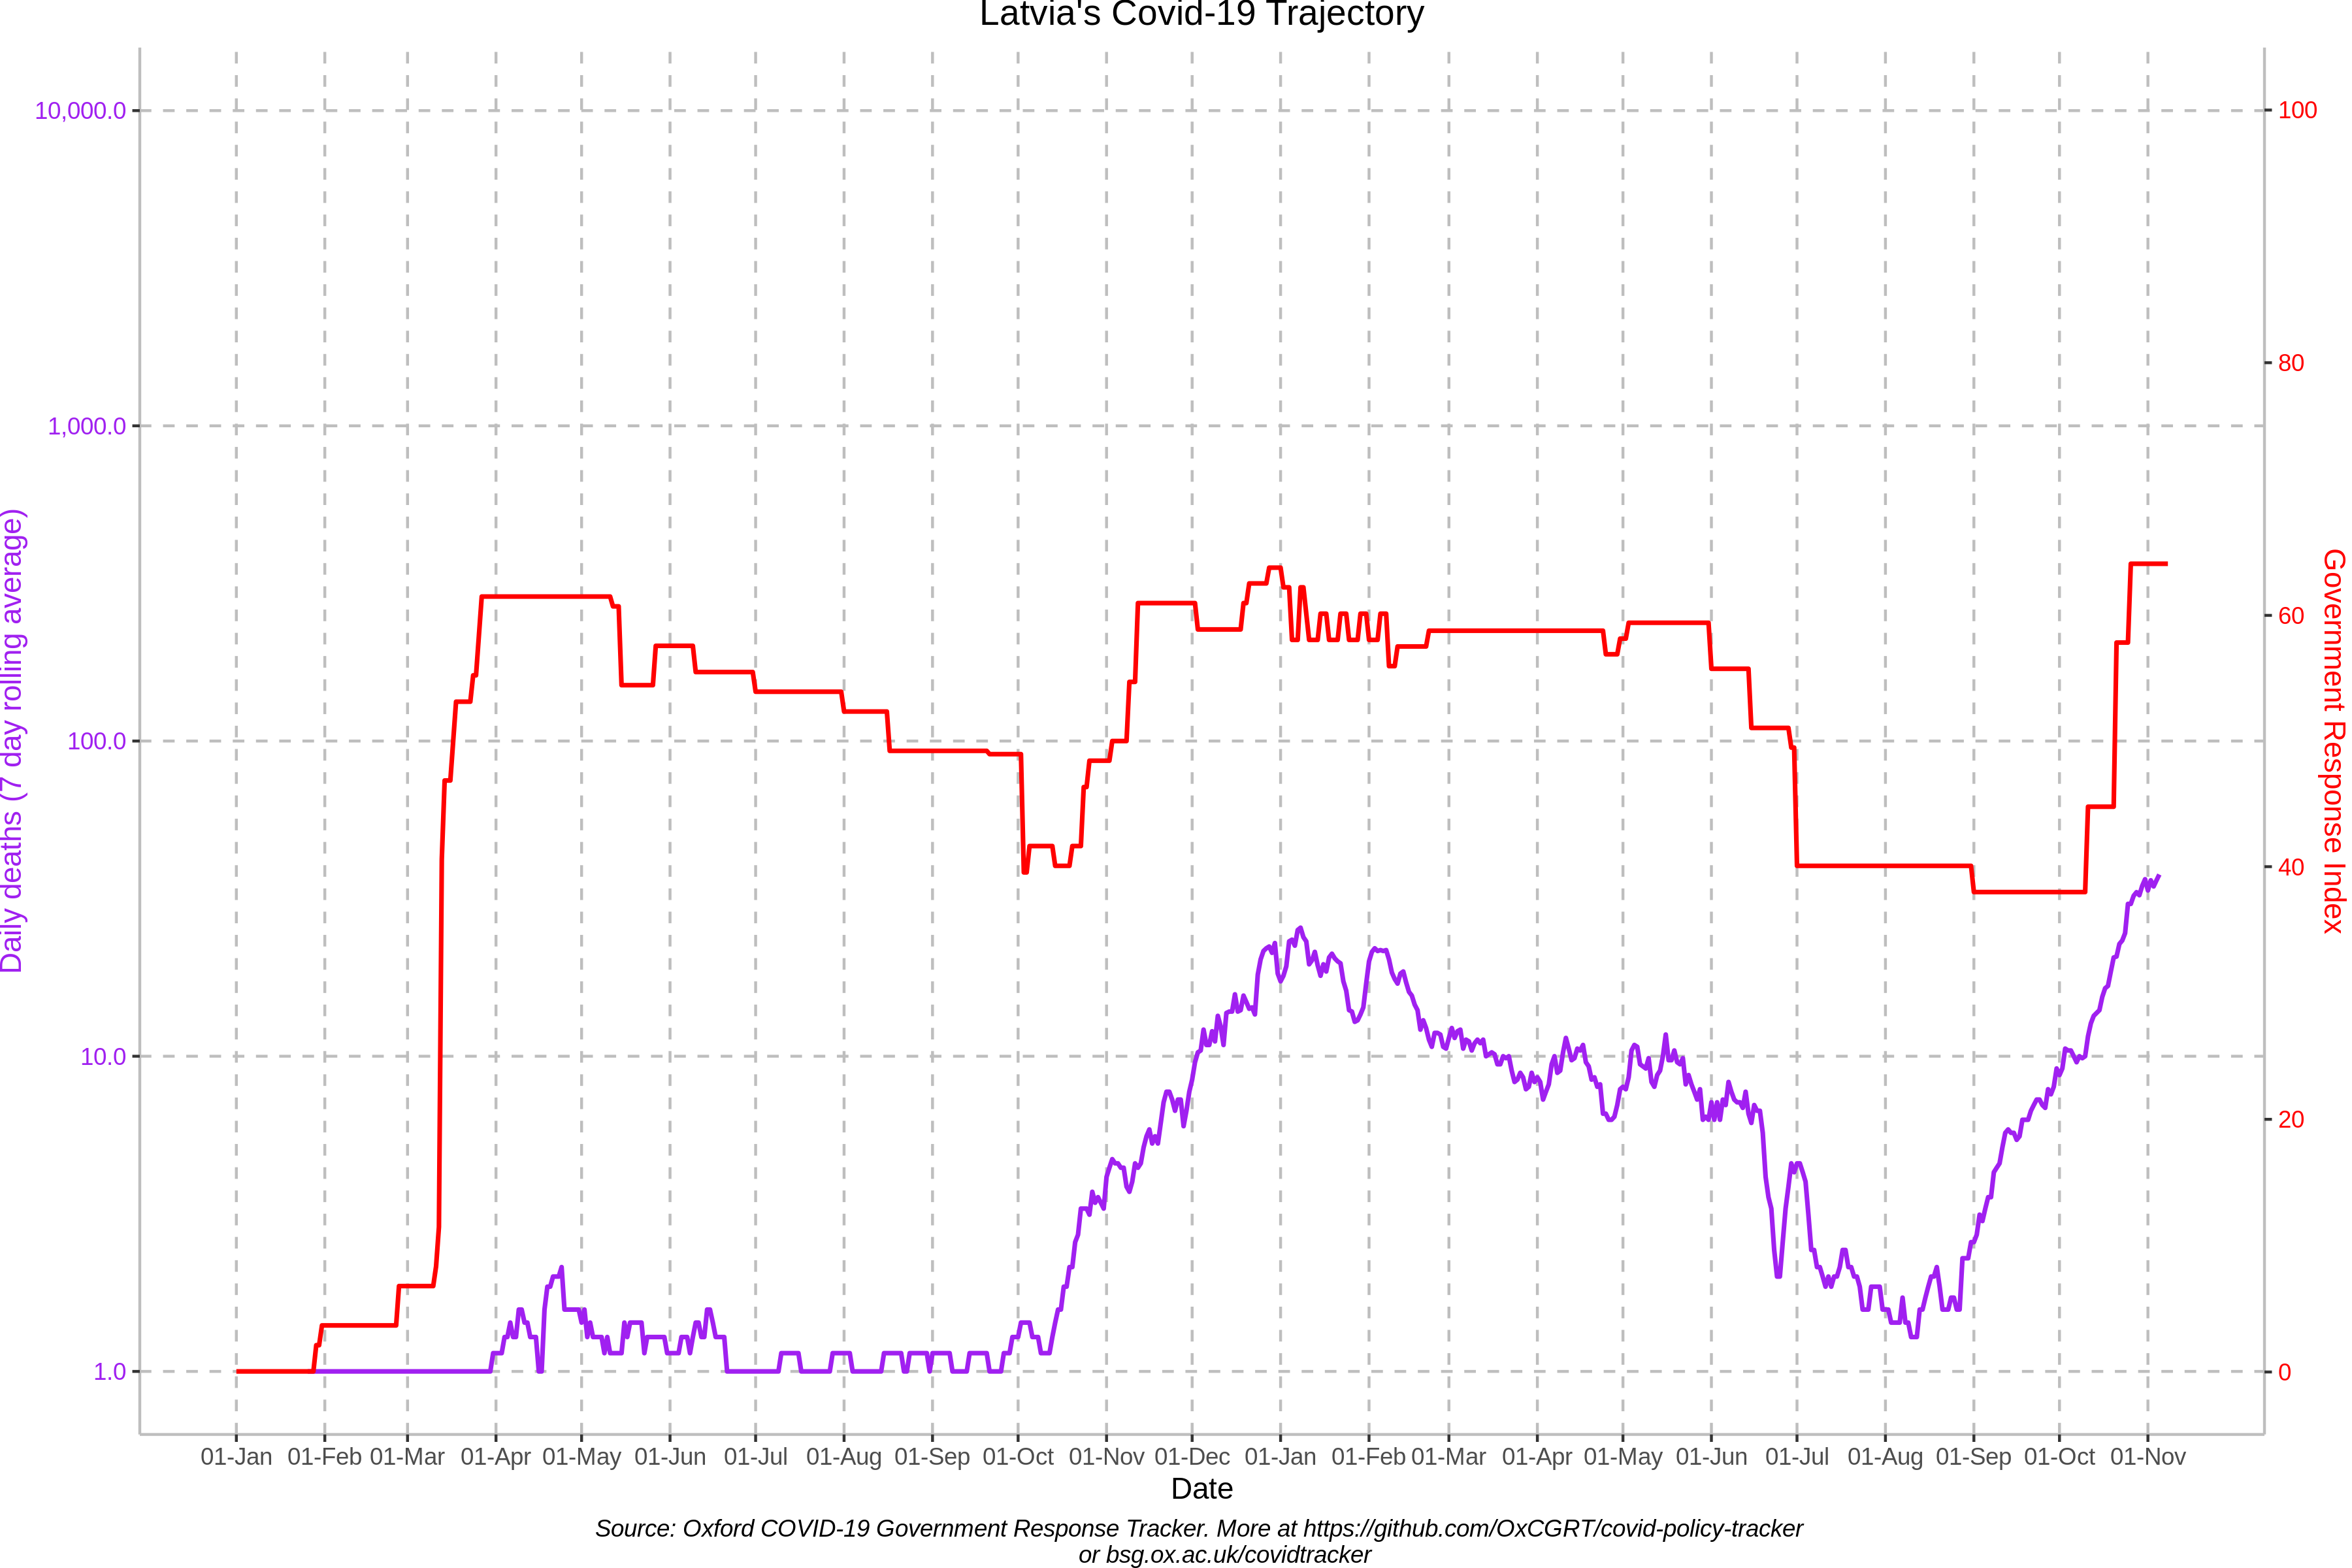 Latvia's Covid-19 Trajectory
10,000.0
1,000.0
100.0
10.0
1.0
Daily deaths (7 day rolling average)
100
80
60
40
20
0
Government Response Index
01-Jan 01-Feb 01-Mar 01-Apr 01-May 01-Jun 01-Jul 01-Aug 01-Sep 01-Oct 01-Nov 01-Dec 01-Jan 01-Feb 01-Mar 01-Apr 01-May 01-Jun 01-Jul 01-Aug 01-Sep 01-Oct 01-Nov
Date
Source: Oxford COVID-19 Government Response Tracker. More at https://github.com/OxCGRT/covid-policy-tracker
or bsg.ox.ac.uk/covidtracker